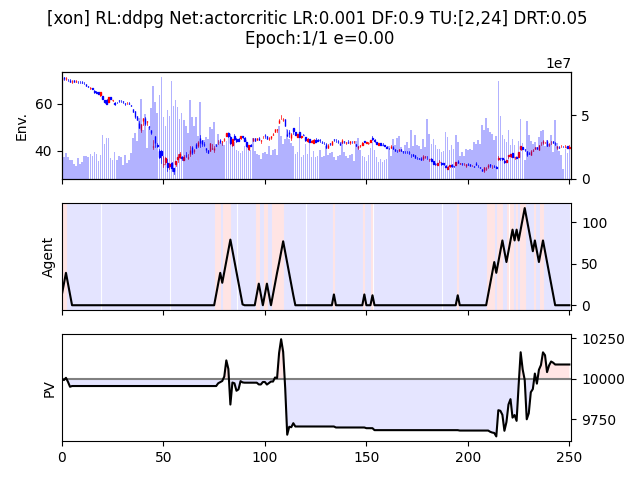 [xon] RL:ddpg Net:actorcritic LR:0.001 DF:0.9 TU:[2,24] DRT:0.05
Epoch:1/1 e=0.00
1e7
60
40
Env.
5
0
Agent
100
50
0
PV
10250
10000
9750
0 50 100 150 200 250